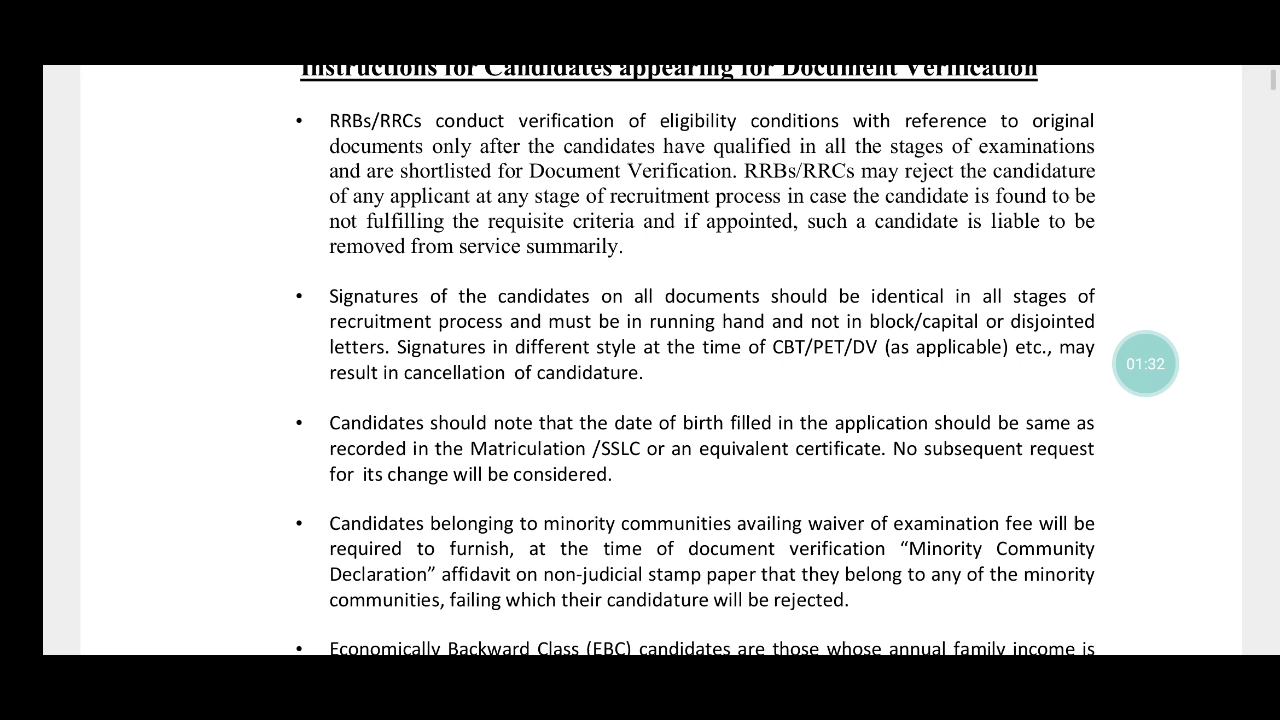 Instructions for Candidates appearing for Document Verification
• RRBs/RRCs conduct verification of eligibility conditions with reference to original
documents only after the candidates have qualified in all the stages of examinations
and are shortlisted for Document Verification. RRBs/RRCs may reject the candidature
of any applicant at any stage of recruitment process in case the candidate is found to be
not fulfilling the requisite criteria and if appointed, such a candidate is liable to be
removed from service summarily.
• Signatures of the candidates on all documents should be identical in all stages of
recruitment process and must be in running hand and not in block/capital or disjointed
letters. Signatures in different style at the time of CBT/PET/DV (as applicable) etc., may
result in cancellation of candidature.
01:32
• Candidates should note that the date of birth filled in the application should be same as
recorded in the Matriculation /SSLC or an equivalent certificate. No subsequent request
for its change will be considered.
• Candidates belonging to minority communities availing waiver of examination fee will be
required to furnish, at the time of document verification “Minority Community
Declaration” affidavit on non-judicial stamp paper that they belong to any of the minority
communities, failing which their candidature will be rejected.
• Economically Backward Class (EBC) candidates are those whose annual family income is